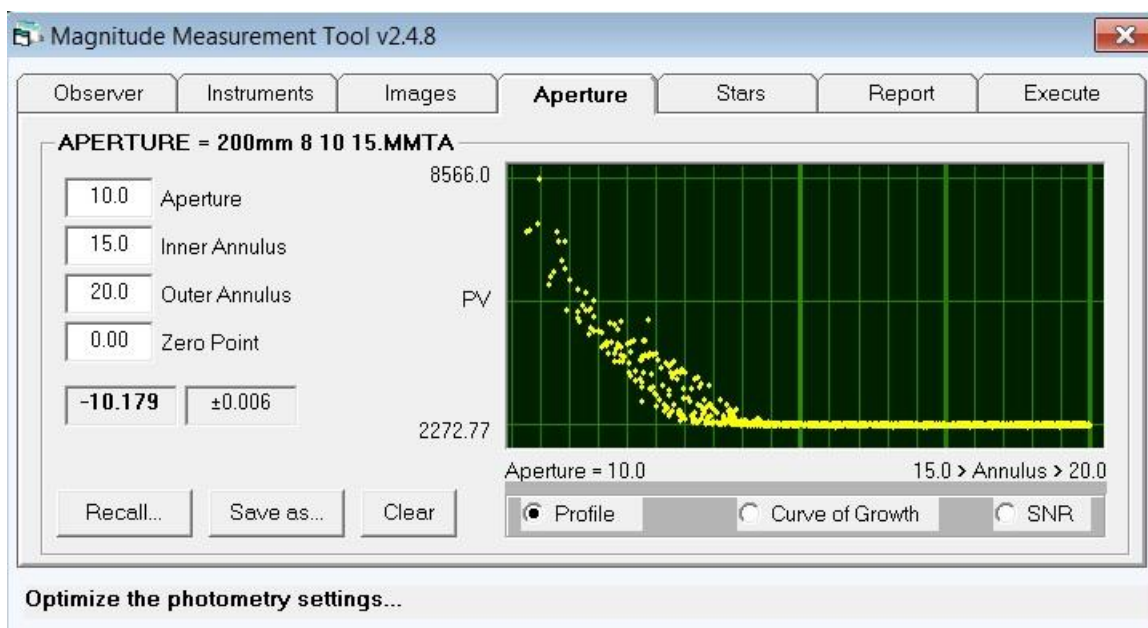 Magnitude Measurement Tool v2.4.8
Observer Instruments Images Aperture Stars Report Execute
APERTURE = 200mm 8 10 15.MMTA
8566.0
10.0 Aperture
15.0 Inner Annulus
20.0 Outer Annulus
PV
0.00 Zero Point
-10.179 ±0.006
2272.77
Aperture = 10.0 15.0 > Annulus > 20.0
Recall... Save as... Clear Profile Curve of Growth SNR
Optimize the photometry settings...